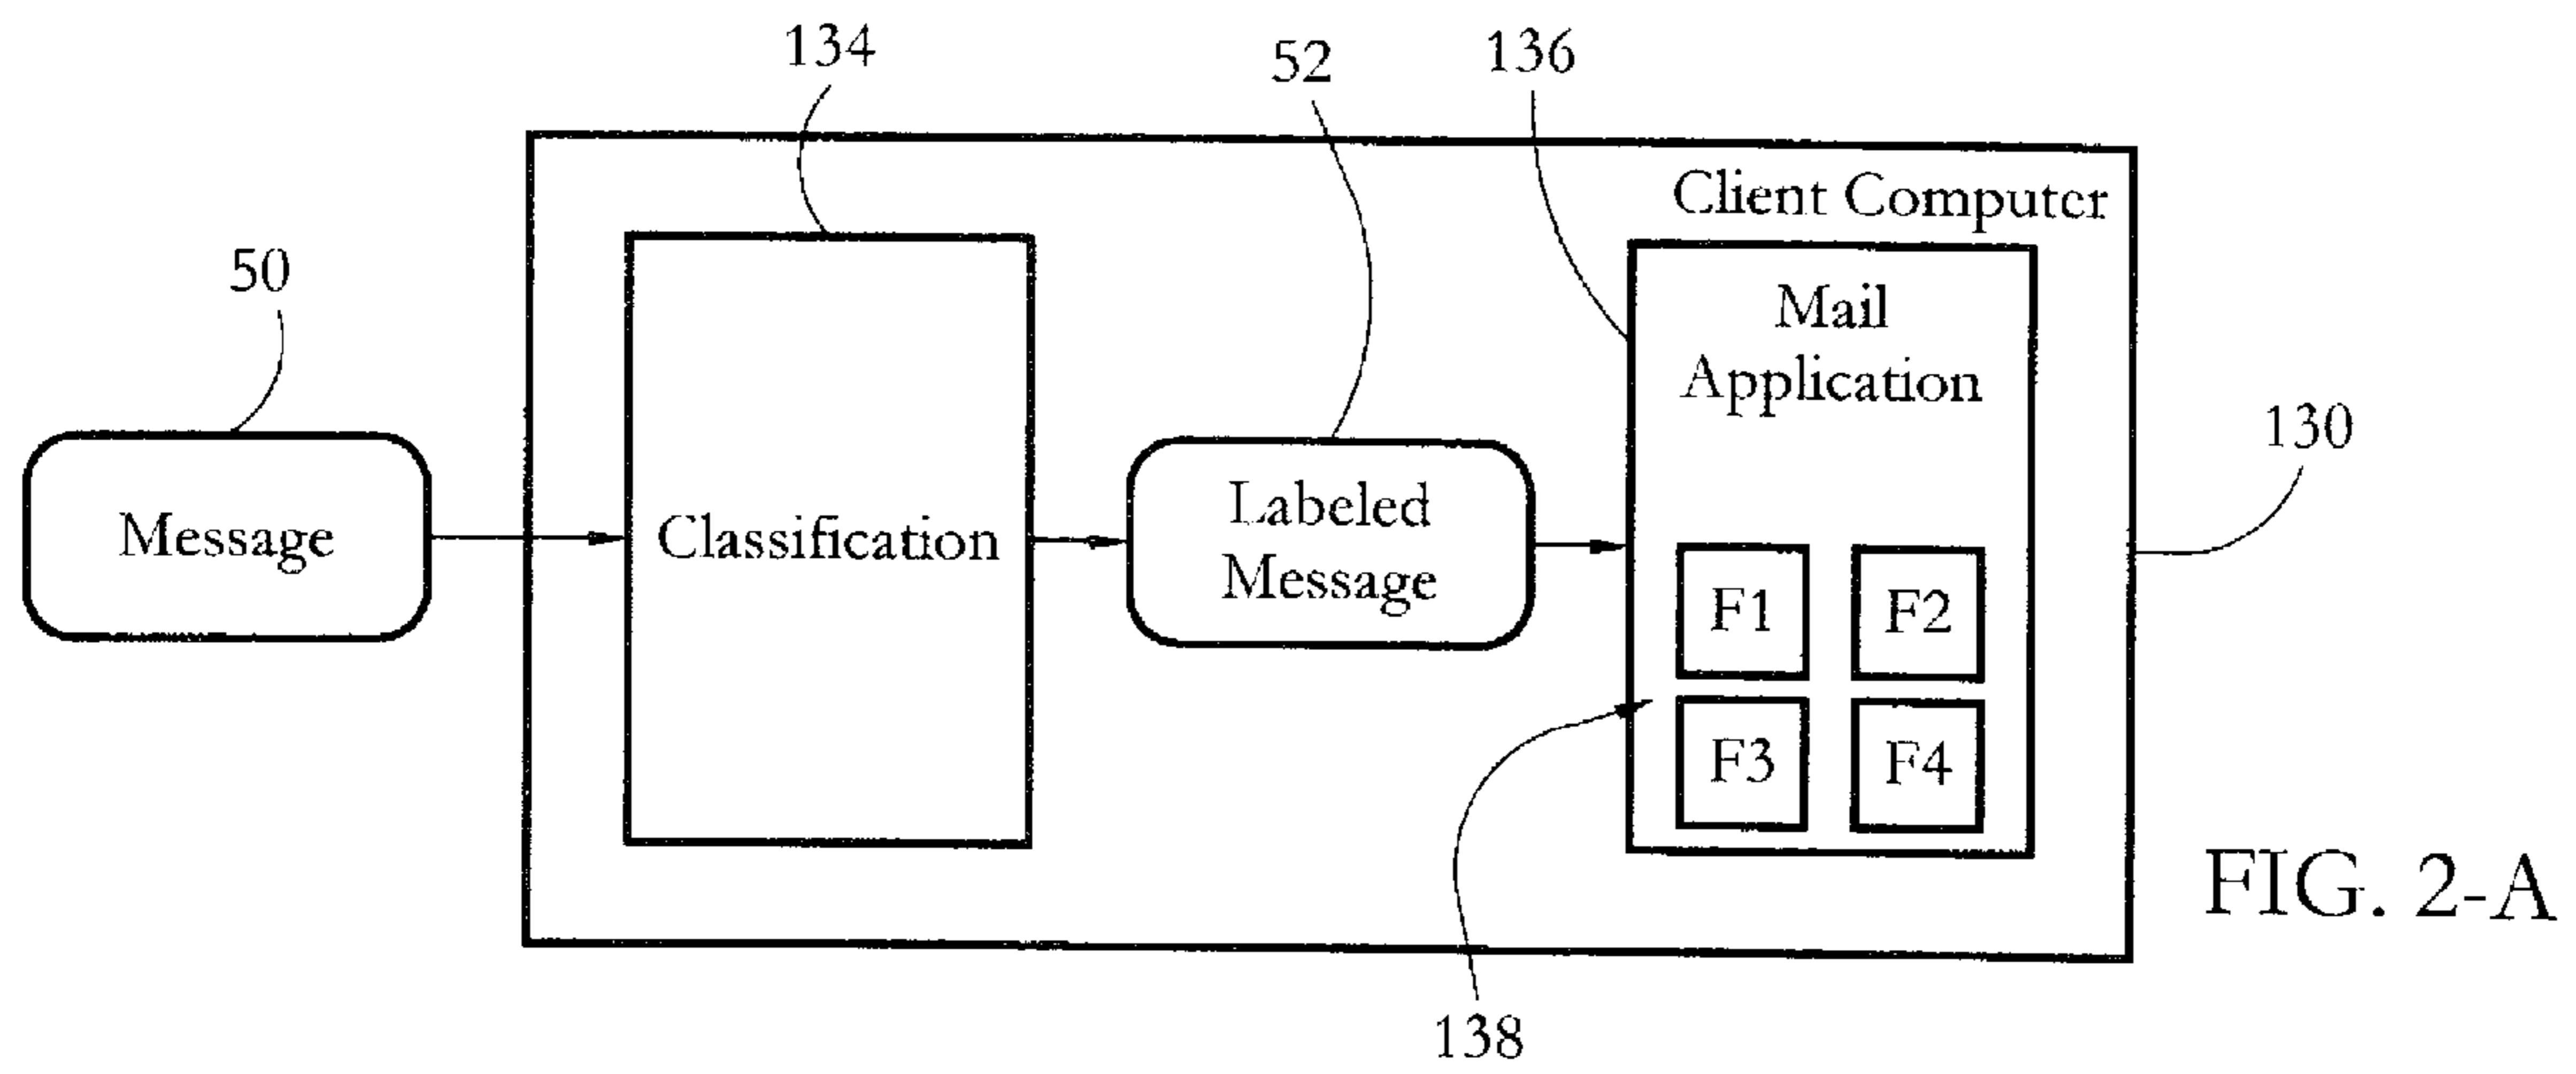 134
52
136
Client Computer
50
Mail
Application
130
Message
Classification
Labeled
Message
F1 F2
F3 F4
138
FIG. 2-A